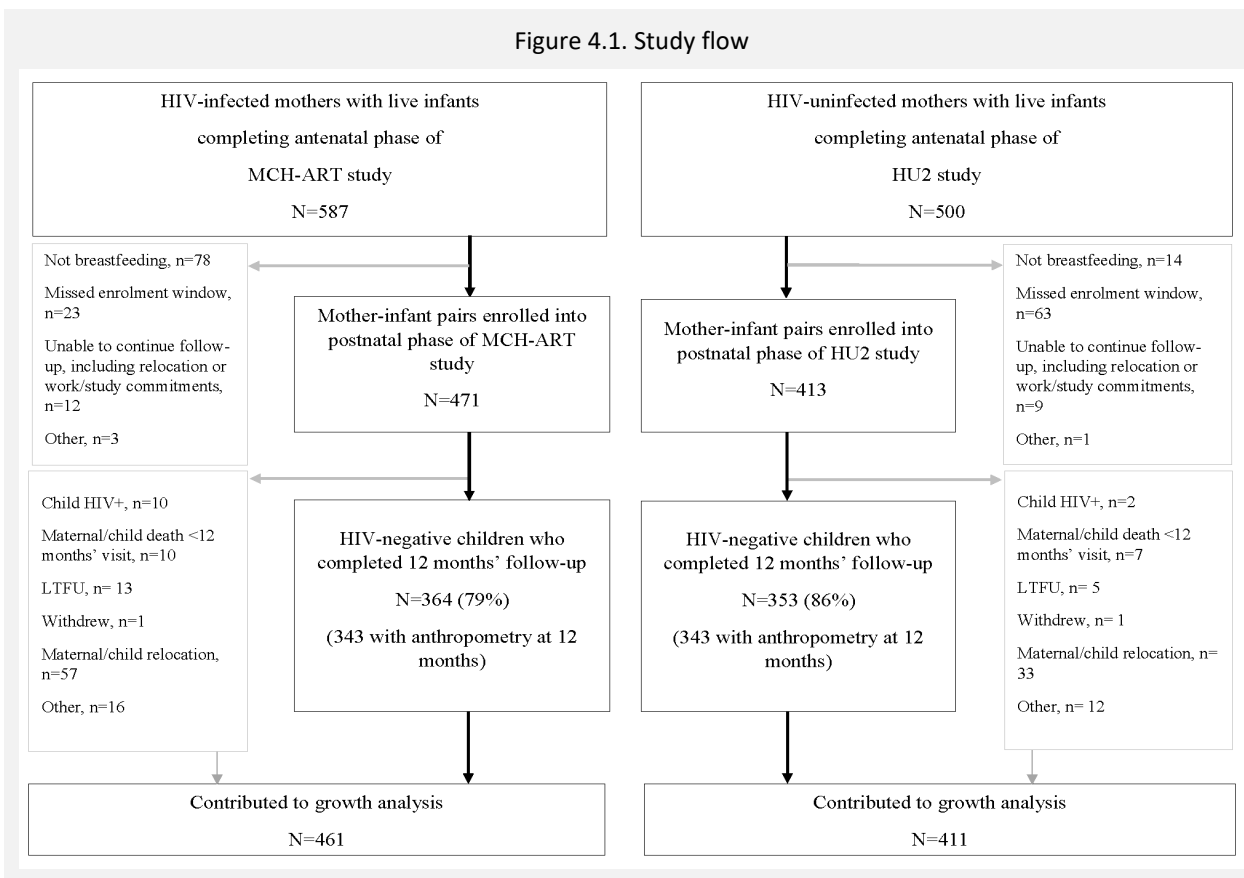 Figure 4.1. Study flow
HIV-infected mothers with live infants
completing antenatal phase of
MCH-ART study
N=587
HIV-uninfected mothers with live infants
completing antenatal phase of
HU2 study
N=500
Not breastfeeding, n=78
Missed enrolment window,
n=23
Unable to continue follow-
up, including relocation or
work/study commitments,
n=12
Other, n=3
Mother-infant pairs enrolled into
postnatal phase of MCH-ART
study
N=471
Mother-infant pairs enrolled into
postnatal phase of HU2 study
N=413
Not breastfeeding, n=14
Missed enrolment window,
n=63
Unable to continue follow-
up, including relocation or
work/study commitments,
n=9
Other, n=1
Child HIV+, n=10
Maternal/child death <12
months’ visit, n=10
LTFU, n= 13
Withdrew, n=1
Maternal/child relocation,
n=57
Other, n=16
HIV-negative children who
completed 12 months’ follow-up
N=364 (79%)
(343 with anthropometry at 12
months)
HIV-negative children who
completed 12 months’ follow-up
N=353 (86%)
(343 with anthropometry at 12
months)
Child HIV+, n=2
Maternal/child death <12
months’ visit, n=7
LTFU, n= 5
Withdrew, n= 1
Maternal/child relocation, n=
33
Other, n= 12
Contributed to growth analysis
N=461
Contributed to growth analysis
N=411